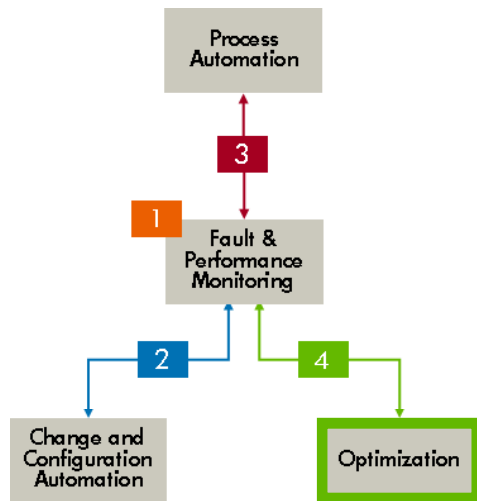 Process
Automation
3
1
Fault &
Performance
Monitoring
2
4
Change and
Configuration
Automation
Optimization